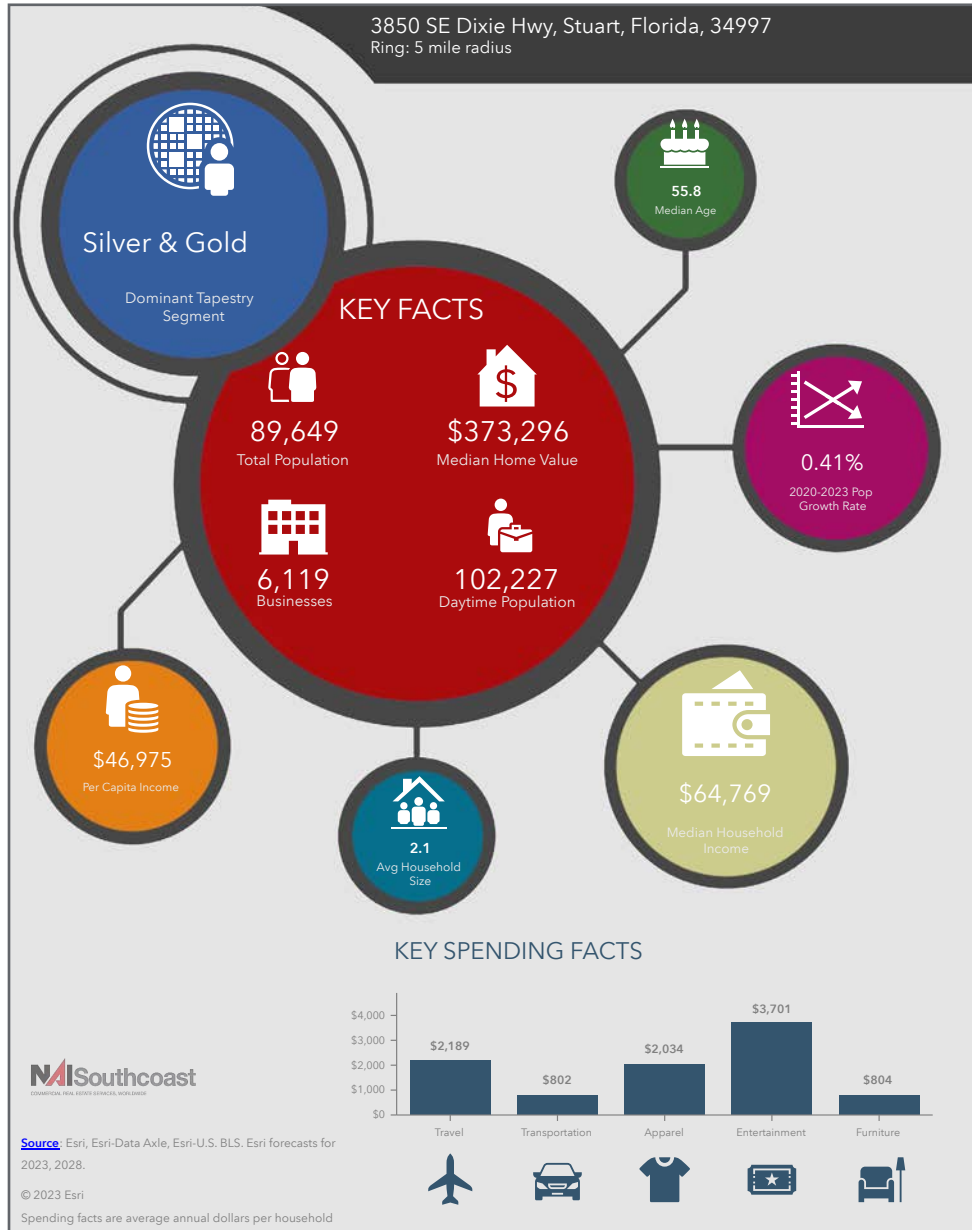 3850 SE Dixie Hwy, Stuart, Florida, 34997
Ring: 5 mile radius
Silver & Gold
Dominant Tapestry
Segment
55.8
Median Age
KEY FACTS
$
89,649
Total Population
$373,296
Median Home Value
6,119
Businesses
102,227
Daytime Population
0.41%
2020-2023 Pop
Growth Rate
$46,975
Per Capita Income
2.1
Avg Household
Size
$64,769
Median Household
Income
KEY SPENDING FACTS
$4,000
$3,000
$2,000
$1,000
$0
$2,189
$802
$2,034
$3,701
$804
Travel
Transportation
Apparel
Entertainment
Furniture
NAISouthcoast
COMMERCIAL REAL ESTATE SERVICES, WORLDWIDE
Source: Esri, Esri-Data Axle, Esri-U.S. BLS. Esri forecasts for
2023, 2028.
© 2023 Esri
Spending facts are average annual dollars per household